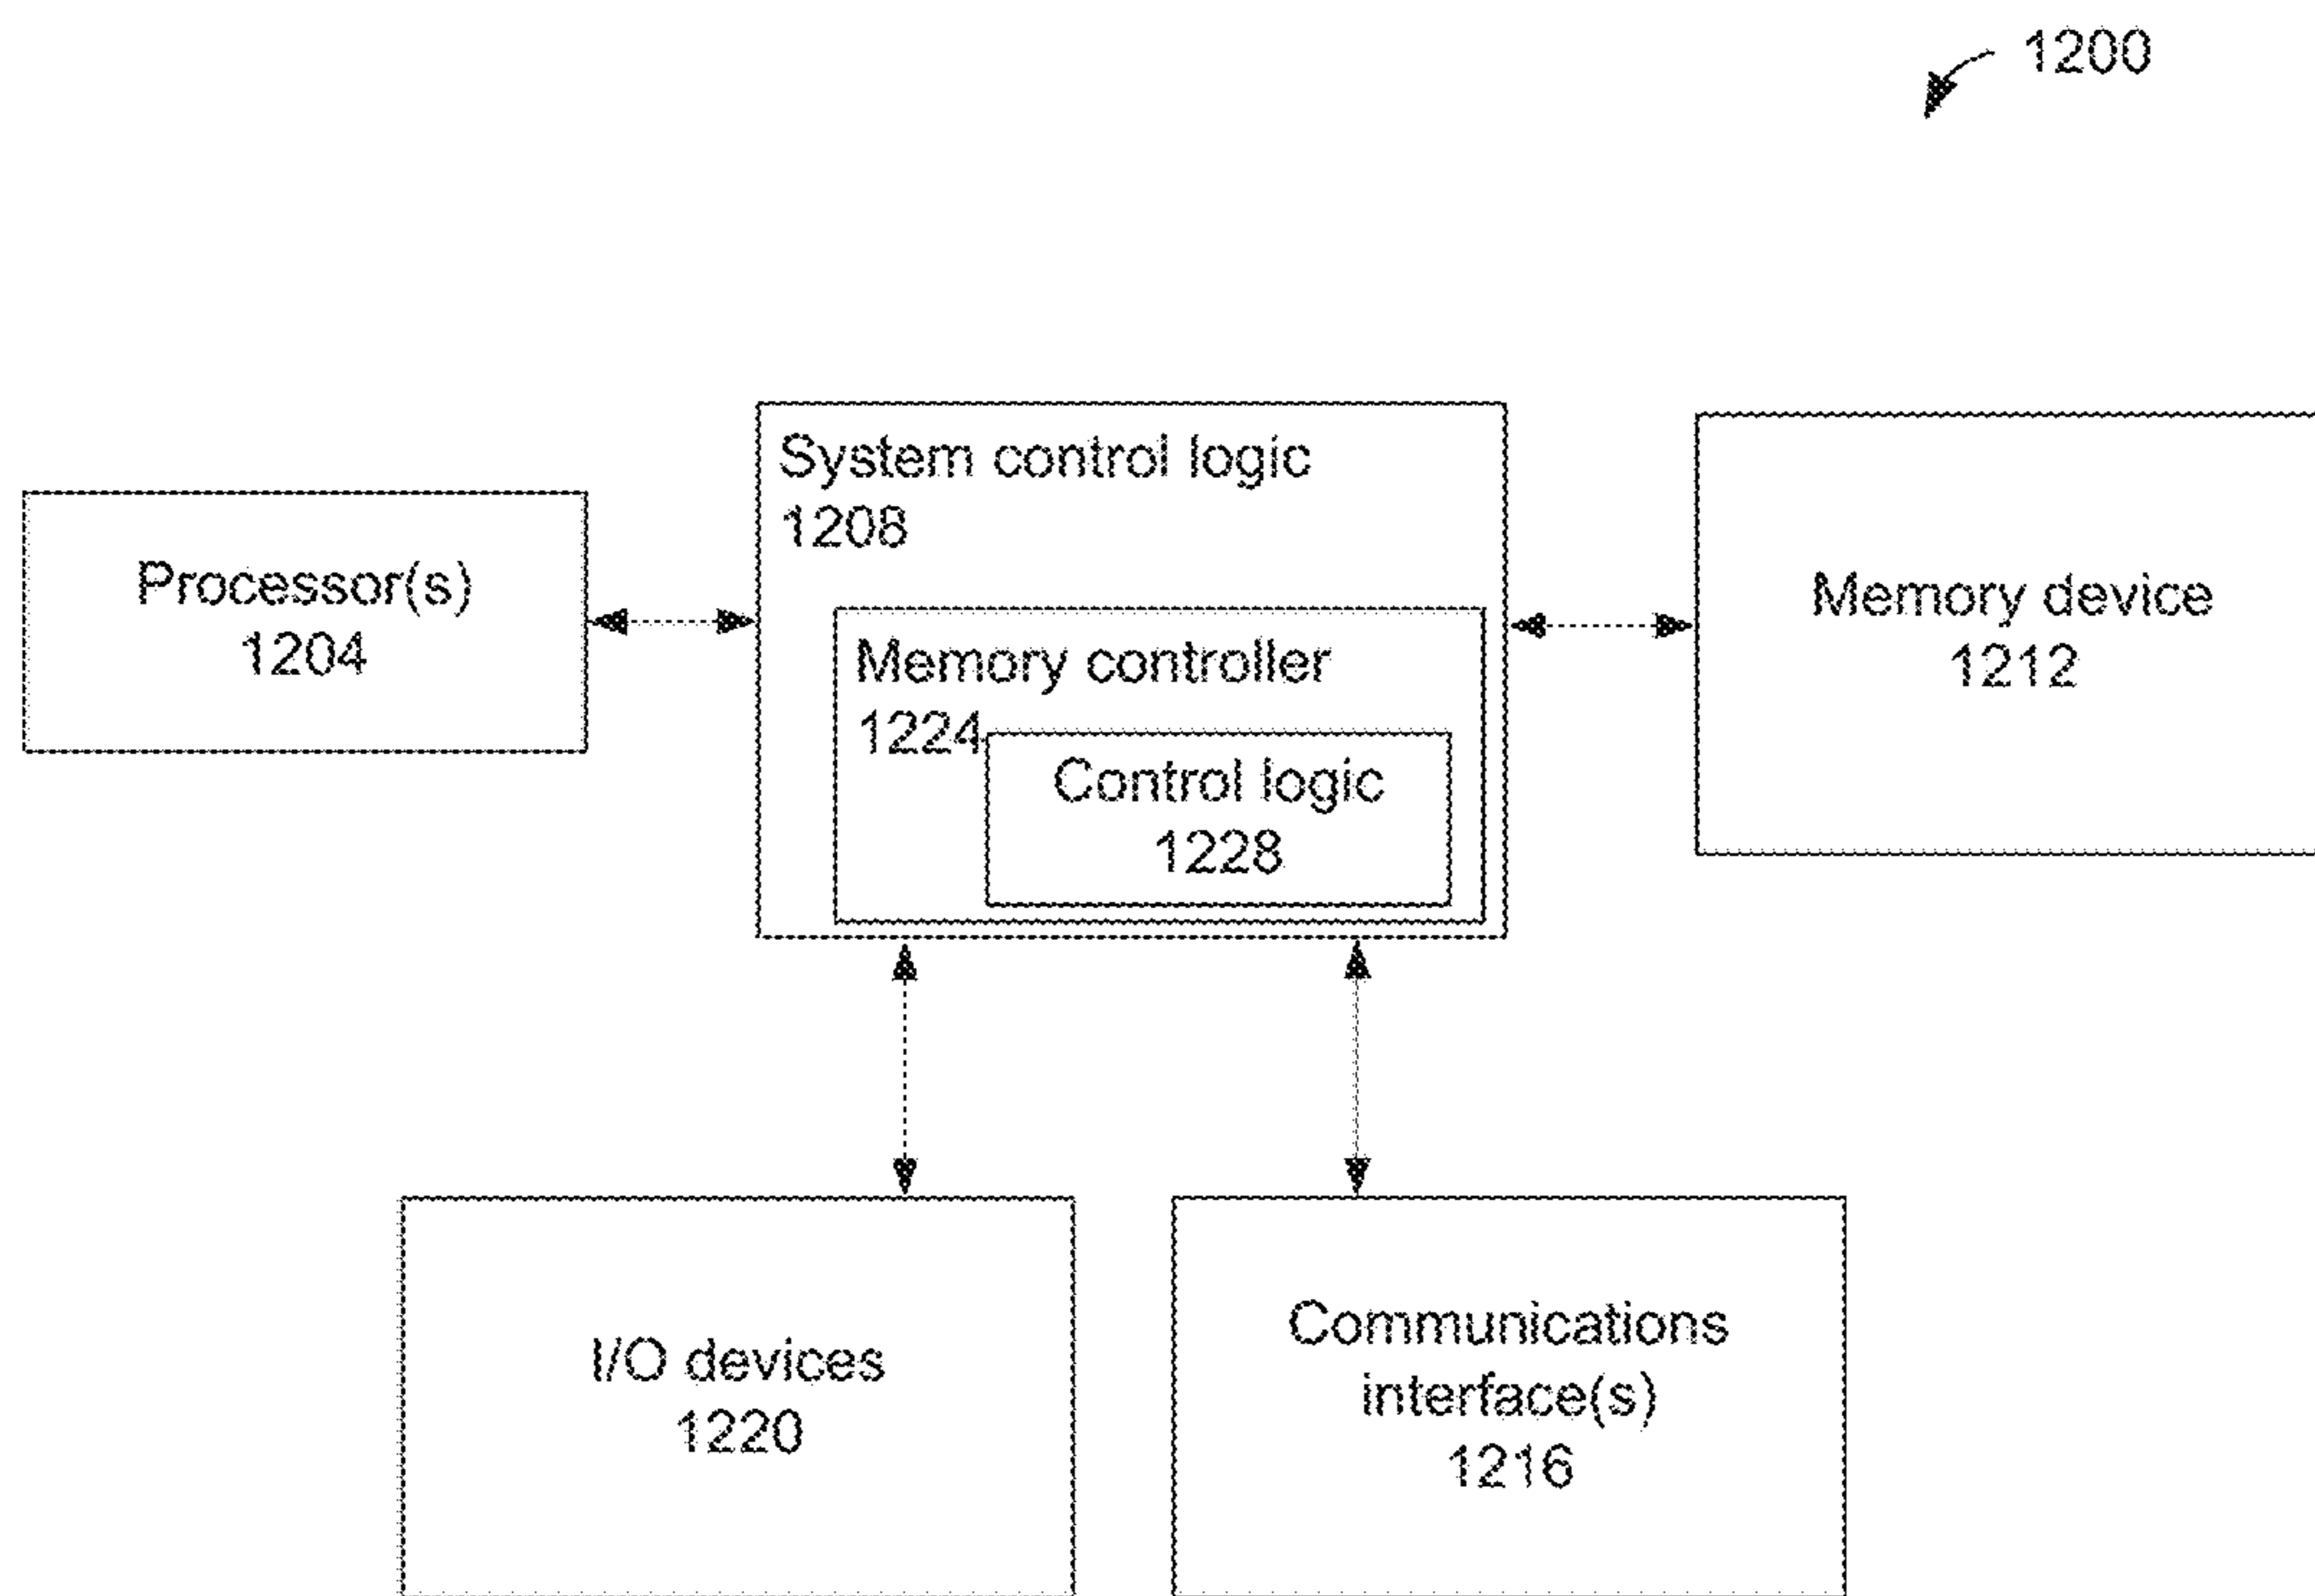 1200
System control logic
1208
Processor(s)
1204
Memory controller
1224
Control logic
1228
Memory device
1212
I/O devices
1220
Communications
interface(s)
1216